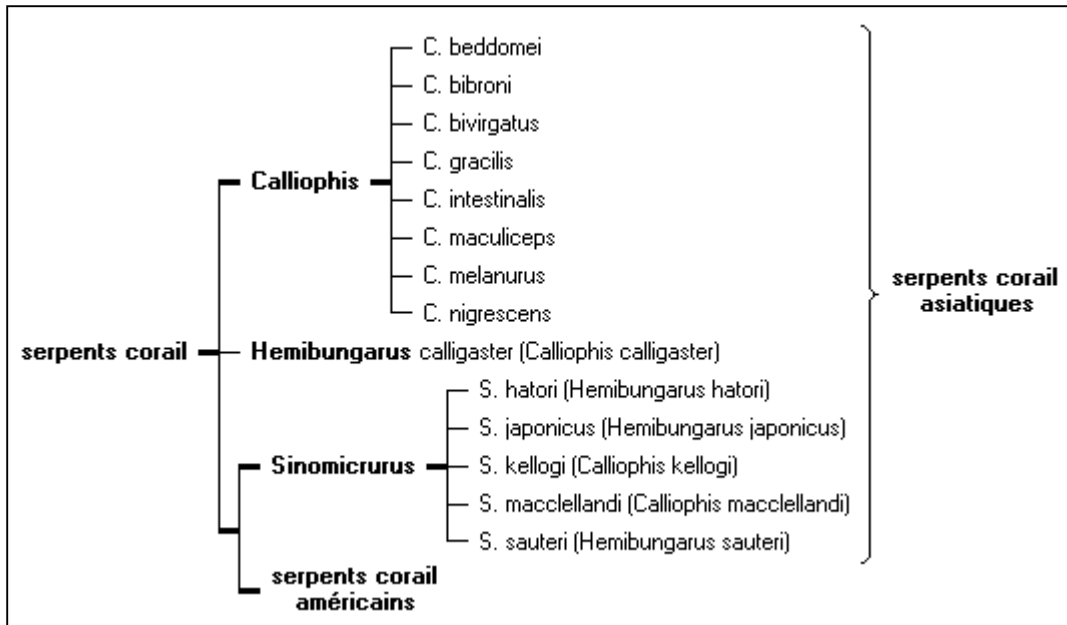 C. beddomei
C. bibroni
C. bivirgatus
C. gracilis
Calliophis
C. intestinalis
C. maculiceps
C. melanurus
C. nigrescens
serpents corail
asiatiques
serpents corail
Hemibungarus calligaster (Calliophis calligaster)
S. hatori (Hemibungarus hatori)
S. japonicus (Hemibungarus japonicus)
Sinomicrurus
S. kellogi (Calliophis kellogi)
S. macclellandi (Calliophis macclellandi)
S. sauteri (Hemibungarus sauteri)
serpents corail
américains